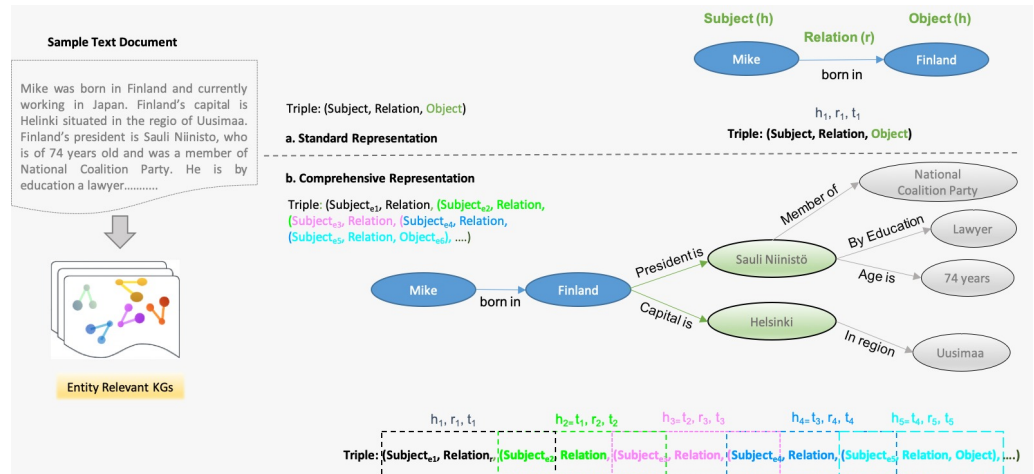 Sample Text Document
Mike was born in Finland and currently
working in Japan. Finland's capital is
Helinki situated in the regio of Uusimaa.
Finland's president is Sauli Niinisto, who
is of 74 years old and was a member of
National Coalition Party. He is by
education a lawyer...........
Entity Relevant KGs
Subject (h)
Object (h)
Relation (r)
Mike
Finland
born in
Triple: (Subject, Relation, Object)
h1, r1, t1
a. Standard Representation
Triple: (Subject, Relation, Object)
b. Comprehensive Representation
Triple: (Subjecte1, Relation, (Subjecte2, Relation,
(Subjecte3, Relation, (Subjecte4, Relation,
(Subjecte5, Relation, Objecte6), ....)
National
Coalition Party
Member of
By Education
Lawyer
President is
Sauli Niinistö
Age is
74 years
Mike
born in
Finland
Capital is
Helsinki
In region
Uusimaa
h1, r1, t1
h2= t1, r2, t2
h3= t2, r3, t3
h4= t3, r4, t4
h5= t4, r5, t5
Triple: (Subjecte1, Relation, (Subjecte2, Relation, (Subjecte3, Relation, (Subjecte4, Relation, (Subjecte5, Relation, Object), ....)